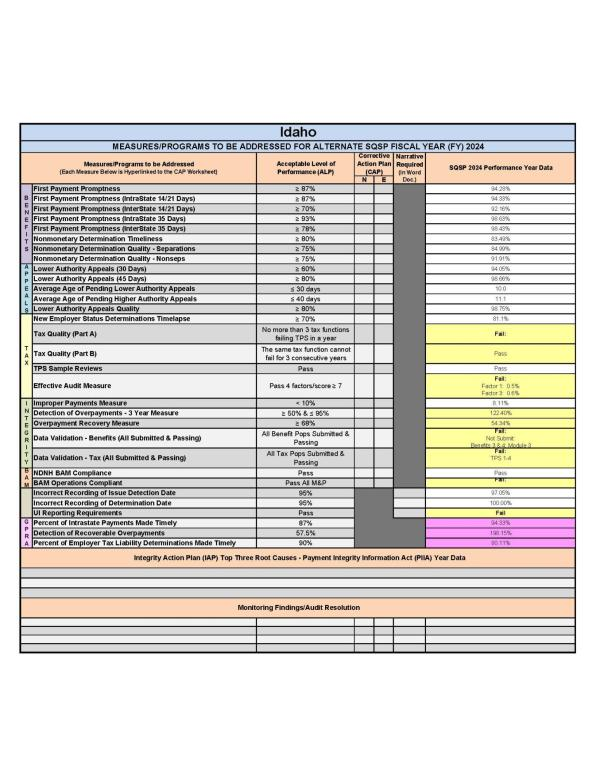 Idaho
MEASURES/PROGRAMS TO BE ADDRESSED FOR ALTERNATE SQSP FISCAL YEAR (FY) 2024
Measures/Programs to be Addressed
(Each Measure Below is Hyperlinked to the CAP Worksheet)
Acceptable Level of
Performance (ALP)
Corrective
Action Plan
(CAP)
N E
Narrative
Required
(in Word
Doc.)
SQSP 2024 Performance Year Data
BENEFITS
First Payment Promptness ≥ 87% 94.28%
First Payment Promptness (IntraState 14/21 Days) ≥ 87% 94.33%
First Payment Promptness (InterState 14/21 Days) ≥ 70% 92.16%
First Payment Promptness (IntraState 35 Days) ≥ 93% 98.63%
First Payment Promptness (InterState 35 Days) ≥ 78% 98.43%
Nonmonetary Determination Timeliness ≥ 80% 83.49%
Nonmonetary Determination Quality - Separations ≥ 75% 84.99%
Nonmonetary Determination Quality - Nonseps ≥ 75% 91.91%
APPEALS
Lower Authority Appeals (30 Days) ≥ 60% 94.05%
Lower Authority Appeals (45 Days) ≥ 80% 98.66%
Average Age of Pending Lower Authority Appeals ≤ 30 days 10.0
Average Age of Pending Higher Authority Appeals ≤ 40 days 11.1
Lower Authority Appeals Quality ≥ 80% 98.75%
TAX
New Employer Status Determinations Timelapse ≥ 70% 81.1%
Tax Quality (Part A) No more than 3 tax functions
failing TPS in a year Fail:
Tax Quality (Part B) The same tax function cannot
fail for 3 consecutive years Pass
TPS Sample Reviews Pass Pass
Effective Audit Measure Pass 4 factors/score ≥ 7 Fail:
Factor 1: 0.5%
Factor 3: 0.6%
INTEGRITY
Improper Payments Measure < 10% 8.11%
Detection of Overpayments - 3 Year Measure ≥ 50% & ≤ 95% 122.40%
Overpayment Recovery Measure ≥ 68% 54.34%
Data Validation - Benefits (All Submitted & Passing) All Benefit Pops Submitted &
Passing Fail:
Not Submit:
Benefits 3 & 4; Module 3
Data Validation - Tax (All Submitted & Passing) All Tax Pops Submitted &
Passing Fail:
TPS 1-4
BAM
NDNH BAM Compliance Pass Pass
BAM Operations Compliant Pass All M&P Fail:
Incorrect Recording of Issue Detection Date 95% 97.05%
Incorrect Recording of Determination Date 95% 100.00%
UI Reporting Requirements Pass Fail
GPRA
Percent of Intrastate Payments Made Timely 87% 94.33%
Detection of Recoverable Overpayments 57.5% 198.15%
Percent of Employer Tax Liability Determinations Made Timely 90%
Integrity Action Plan (IAP) Top Three Root Causes - Payment Integrity Information Act (PIIA) Year Data
Monitoring Findings/Audit Resolution